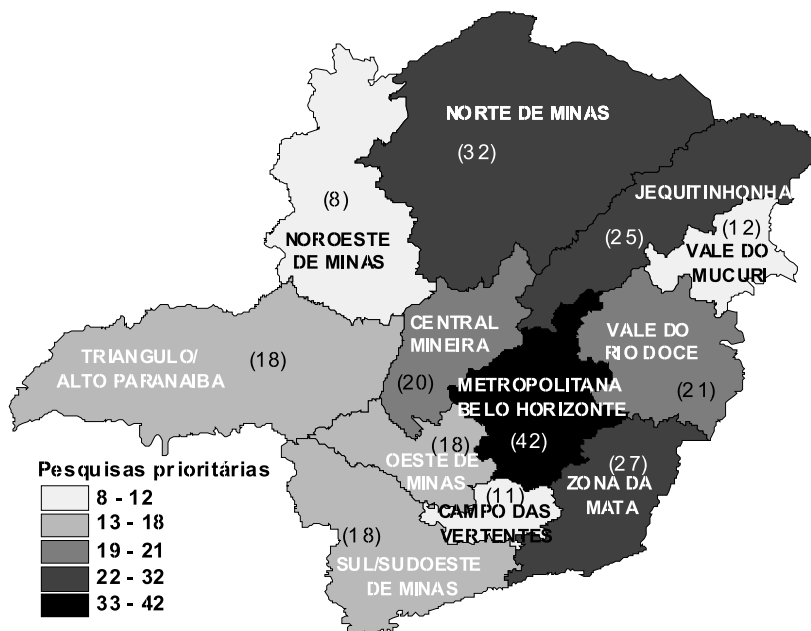 NORTE DE MINAS
(32)
JEQUITINHONHA
(25)
(8)
NOROESTE
DE MINAS
(12)
VALE DO
MUCURI
CENTRAL
MINEIRA
(20)
VALE DO
RIO DOCE
(21)
TRIANGULO/
ALTO PARANAIBA
(18)
METROPOLITANA
BELO HORIZONTE
(42)
(18)
OESTE DE
MINAS
(27)
ZONA DA
MATA
(11)
CAMPO DAS
VERTENTES
(18)
SUL/SUDOESTE
DE MINAS
Pesquisas prioritárias
8 - 12
13 - 18
19 - 21
22 - 32
33 - 42